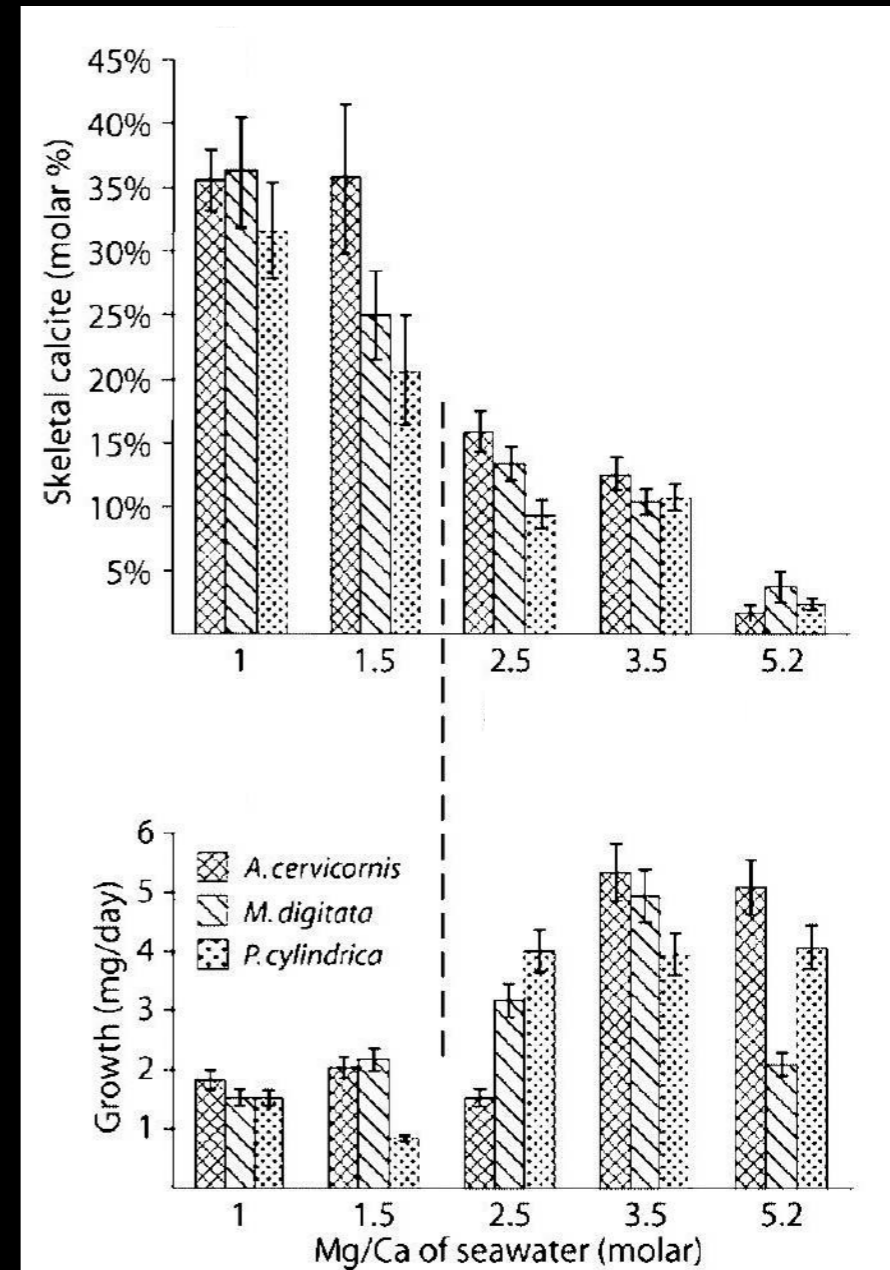 Skeletal calcite (molar %)
45%
40%
35%
30%
25%
20%
15%
10%
5%
1 1.5 2.5 3.5 5.2
Growth (mg/day)
6
5
4
3
2
1
A. cervicornis
M. digitata
P. cylindrica
1 1.5 2.5 3.5 5.2
Mg/Ca of seawater (molar)